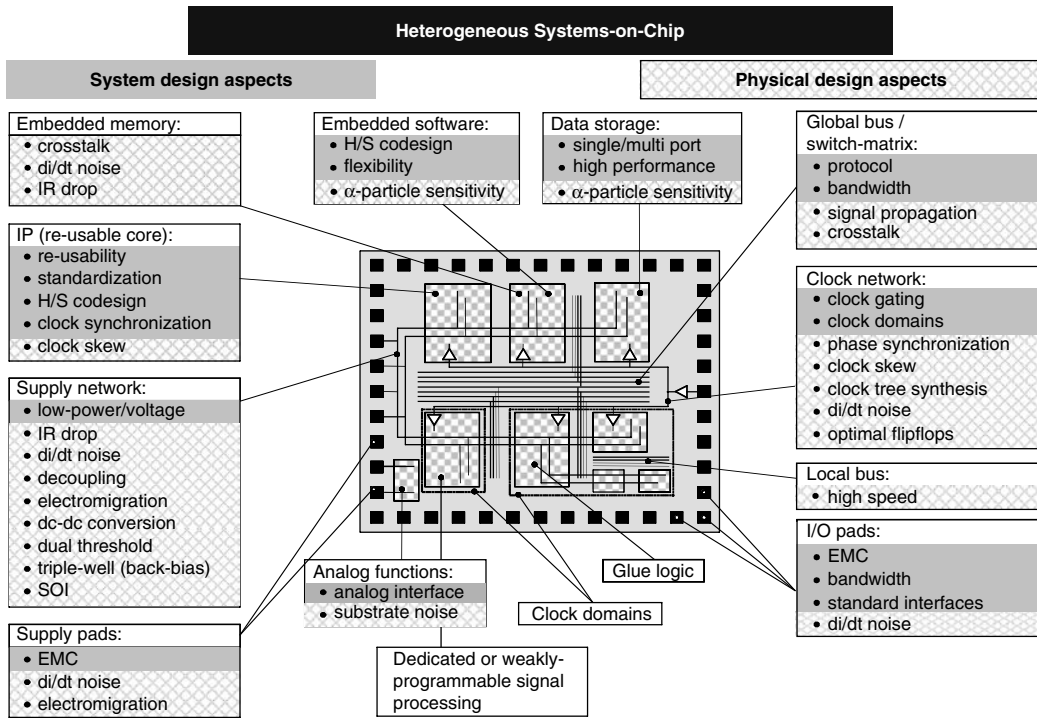 Heterogeneous Systems-on-Chip
System design aspects
Physical design aspects
Embedded memory:
• crosstalk
• di/dt noise
• IR drop
Embedded software:
• H/S codesign
• flexibility
• α-particle sensitivity
Data storage:
• single/multi port
• high performance
• α-particle sensitivity
Global bus /
switch-matrix:
• protocol
• bandwidth
• signal propagation
• crosstalk
IP (re-usable core):
• re-usability
• standardization
• H/S codesign
• clock synchronization
• clock skew
Clock network:
• clock gating
• clock domains
• phase synchronization
• clock skew
• clock tree synthesis
• di/dt noise
• optimal flipflops
Supply network:
• low-power/voltage
• IR drop
• di/dt noise
• decoupling
• electromigration
• dc-dc conversion
• dual threshold
• triple-well (back-bias)
• SOI
Local bus:
• high speed
I/O pads:
• EMC
• bandwidth
• standard interfaces
• di/dt noise
Supply pads:
• EMC
• di/dt noise
• electromigration
Analog functions:
• analog interface
• substrate noise
Glue logic
Clock domains
Dedicated or weakly-
programmable signal
processing